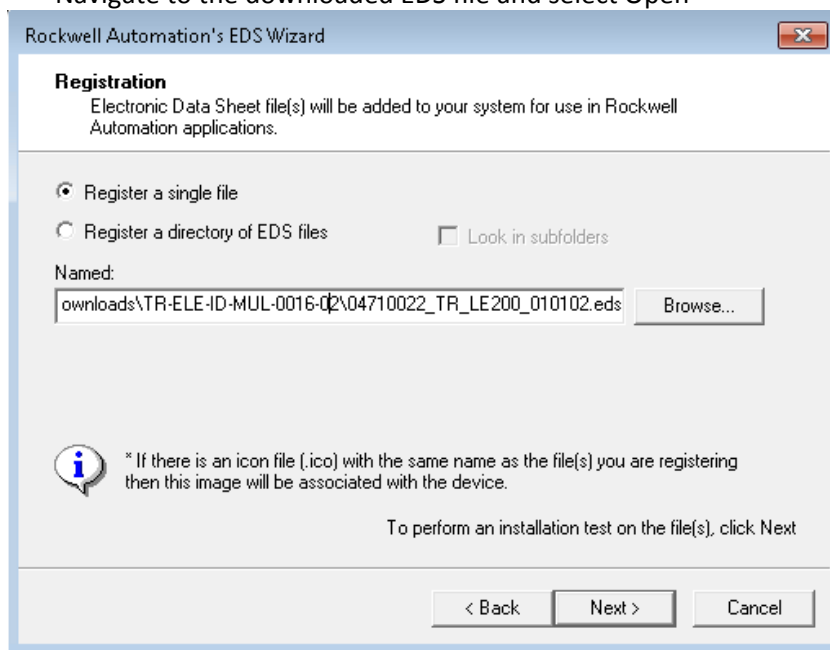 Navigate to the downloaded EDS file and select Open
Rockwell Automation's EDS Wizard
Registration
Electronic Data Sheet file(s) will be added to your system for use in Rockwell
Automation applications.
Register a single file
Register a directory of EDS files
Look in subfolders
Named:
ownloads\TR-ELE-ID-MUL-0016-02\04710022_TR_LE200_010102.eds
Browse...
* If there is an icon file (.ico) with the same name as the file(s) you are registering
then this image will be associated with the device.
To perform an installation test on the file(s), click Next
< Back
Next >
Cancel